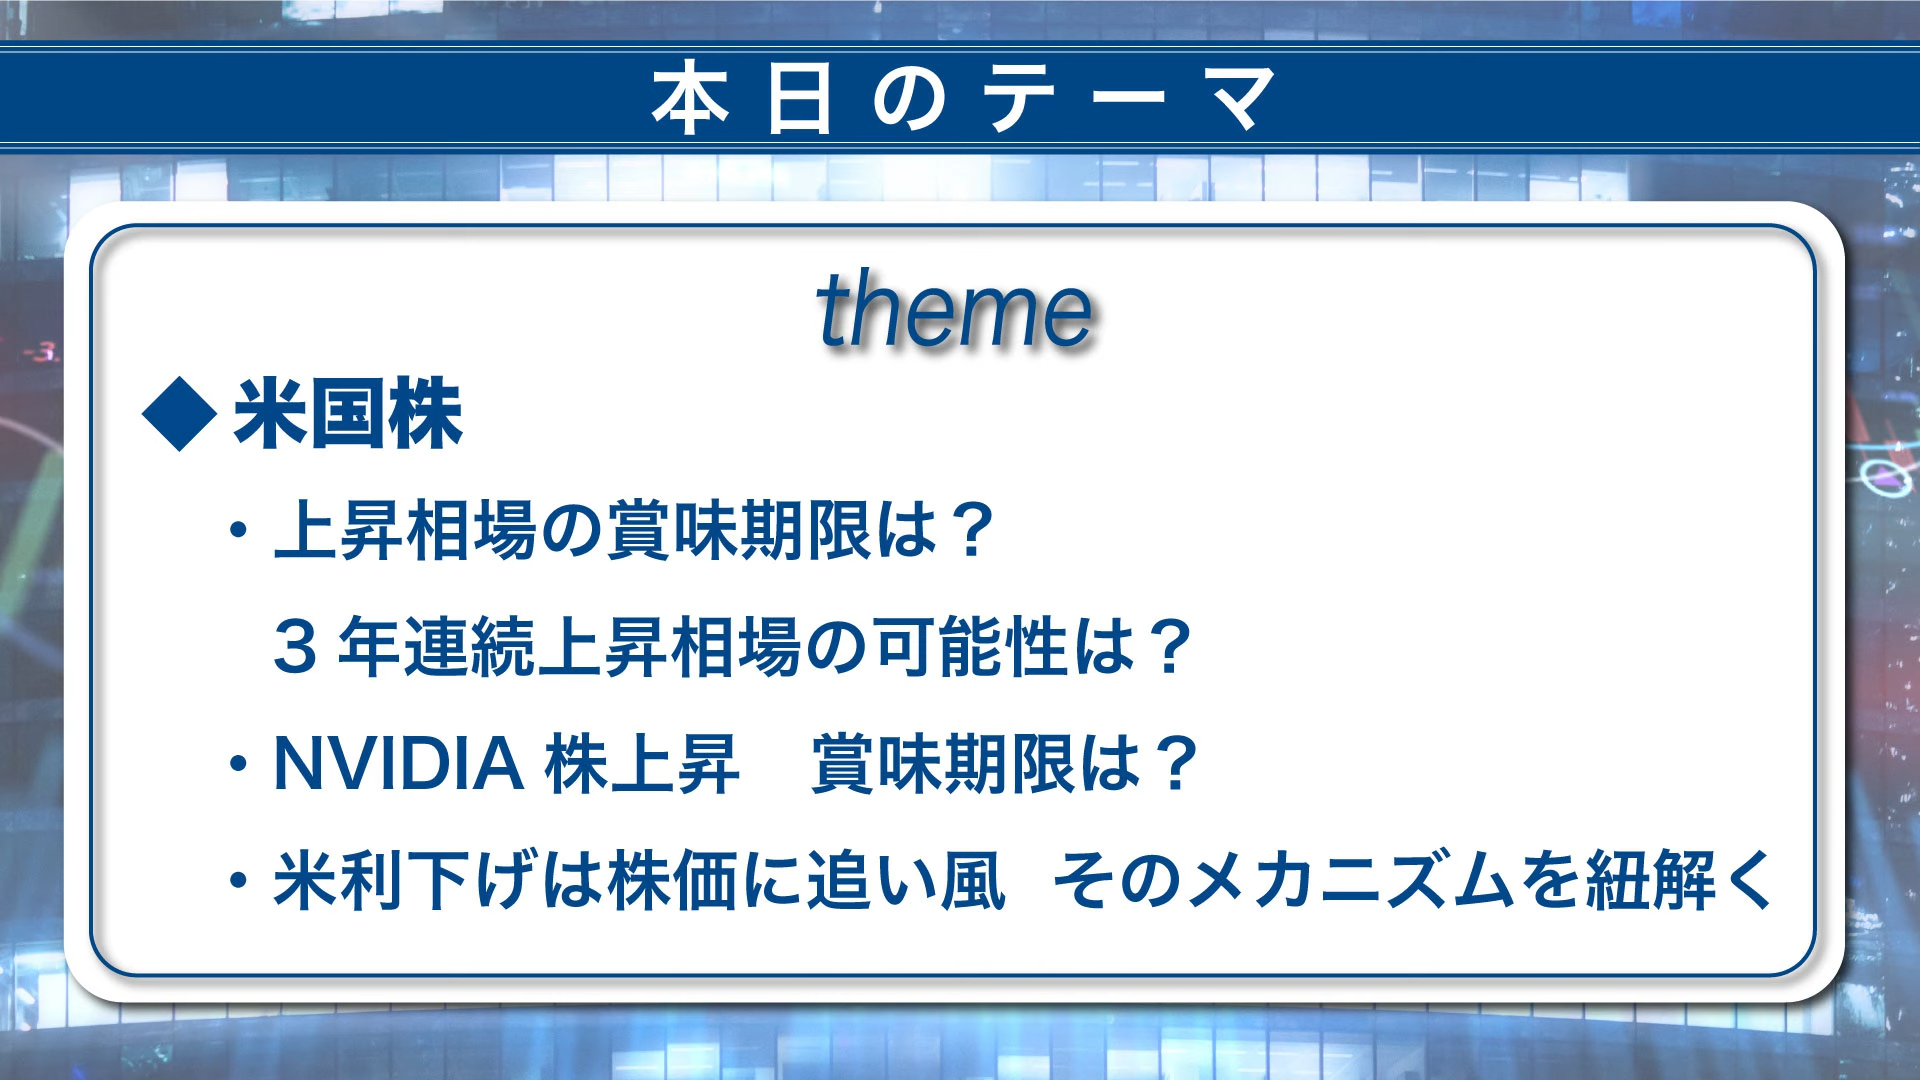 本日のテーマ
theme
◆米国株
・上昇相場の賞味期限は？
3年連続上昇相場の可能性は？
・NVIDIA 株上昇　賞味期限は？
・米利下げは株価に追い風 そのメカニズムを紐解く
-3.